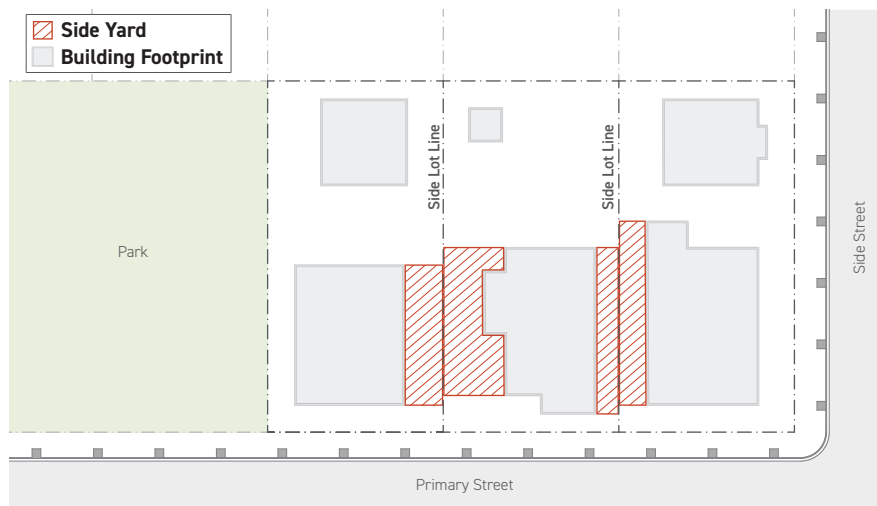 Side Yard
Building Footprint
Side Lot Line
Side Lot Line
Park
Side Street
Primary Street